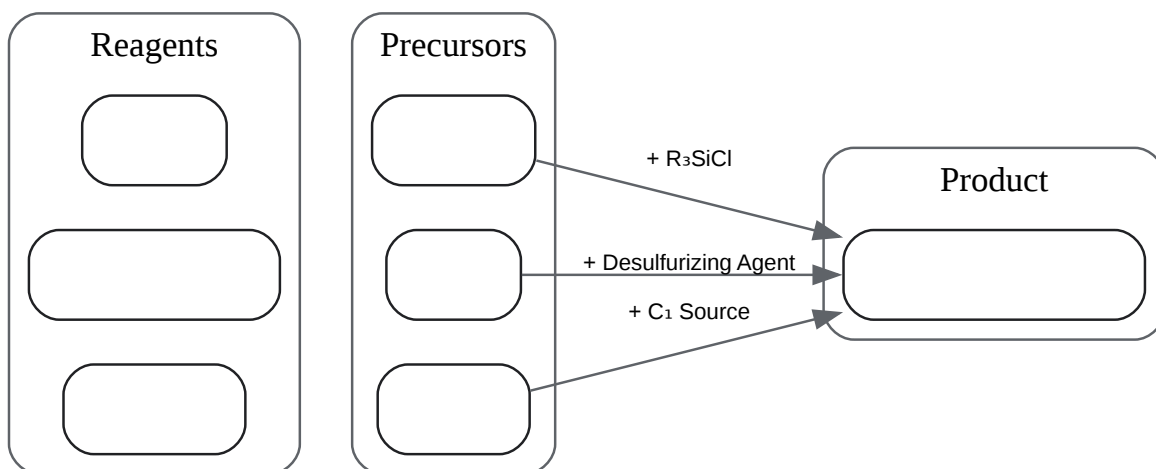 Reagents
Precursors
+ R₃SiCl
Product
+ Desulfurizing Agent
+ C₁ Source